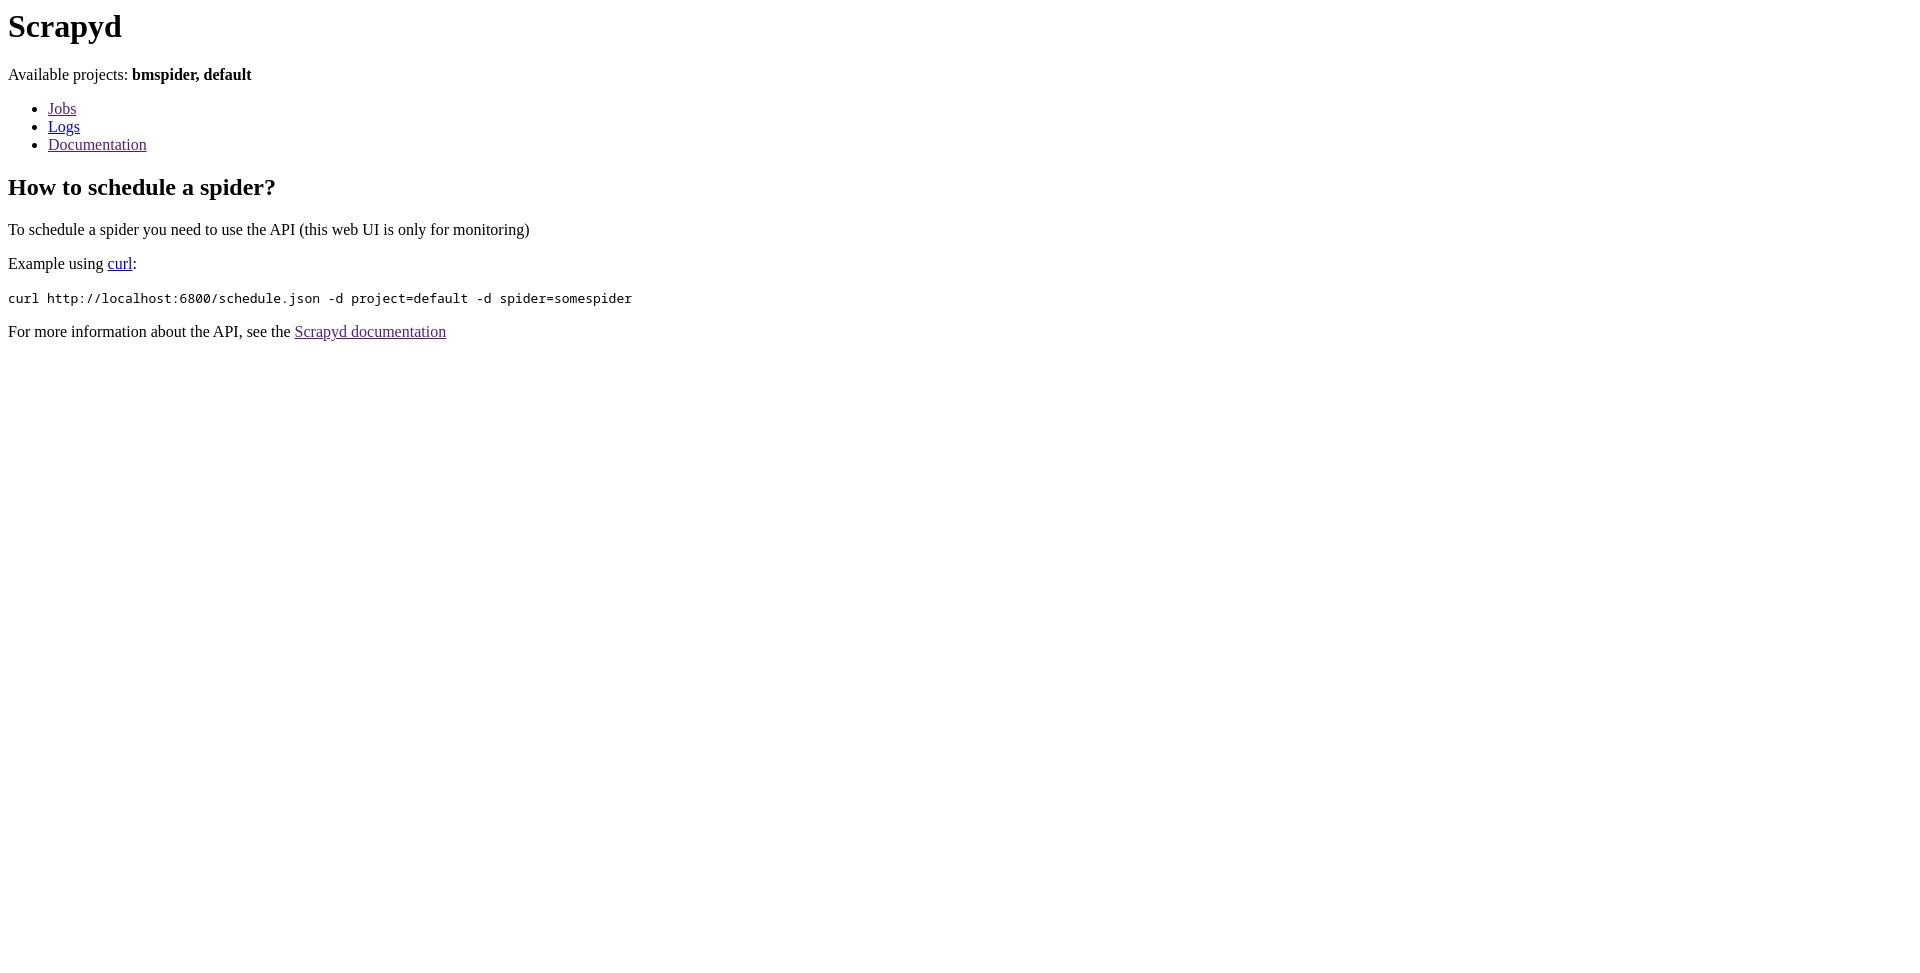 Scrapyd
Available projects: bmspider, default
Jobs
Logs
Documentation
How to schedule a spider?
To schedule a spider you need to use the API (this web UI is only for monitoring)
Example using curl:
curl http://localhost:6800/schedule.json -d project=default -d spider=somespider
For more information about the API, see the Scrapyd documentation